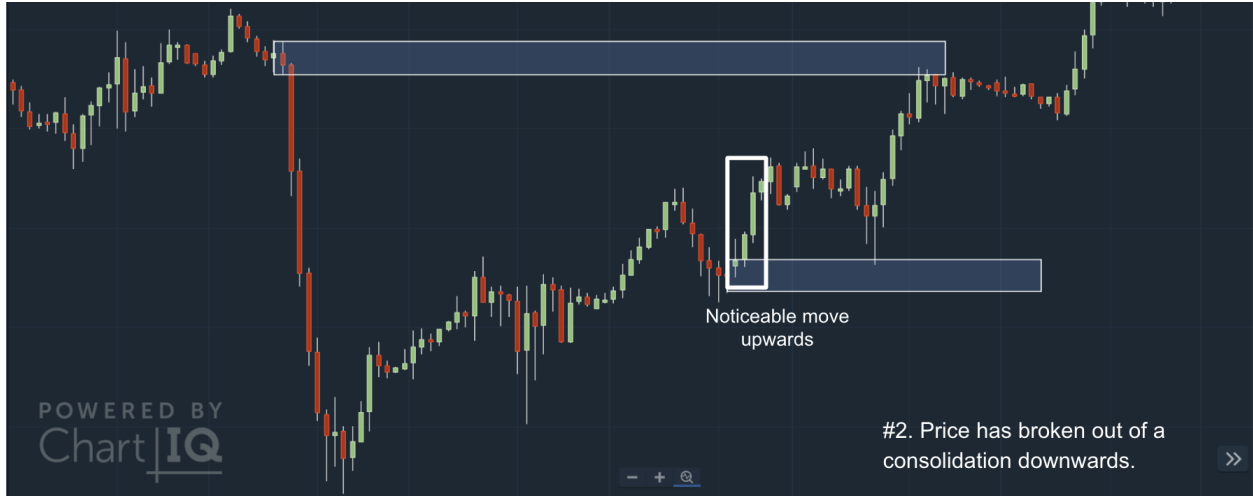 Noticeable move
upwards
POWERED BY
Chart IQ
#2. Price has broken out of a
consolidation downwards.